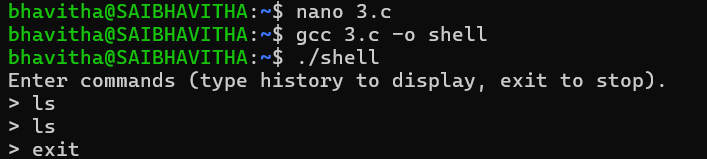 bhavitha@SAIBHAVITHA:~$ nano 3.c
bhavitha@SAIBHAVITHA:~$ gcc 3.c -o shell
bhavitha@SAIBHAVITHA:~$ ./shell
Enter commands (type history to display, exit to stop).
> ls
> ls
> exit